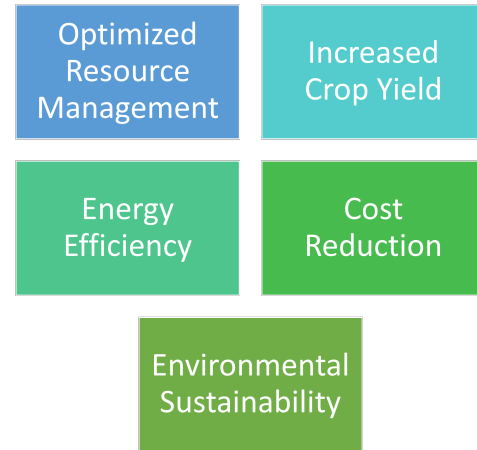 Optimized
Resource
Management
Increased
Crop Yield
Energy
Efficiency
Cost
Reduction
Environmental
Sustainability